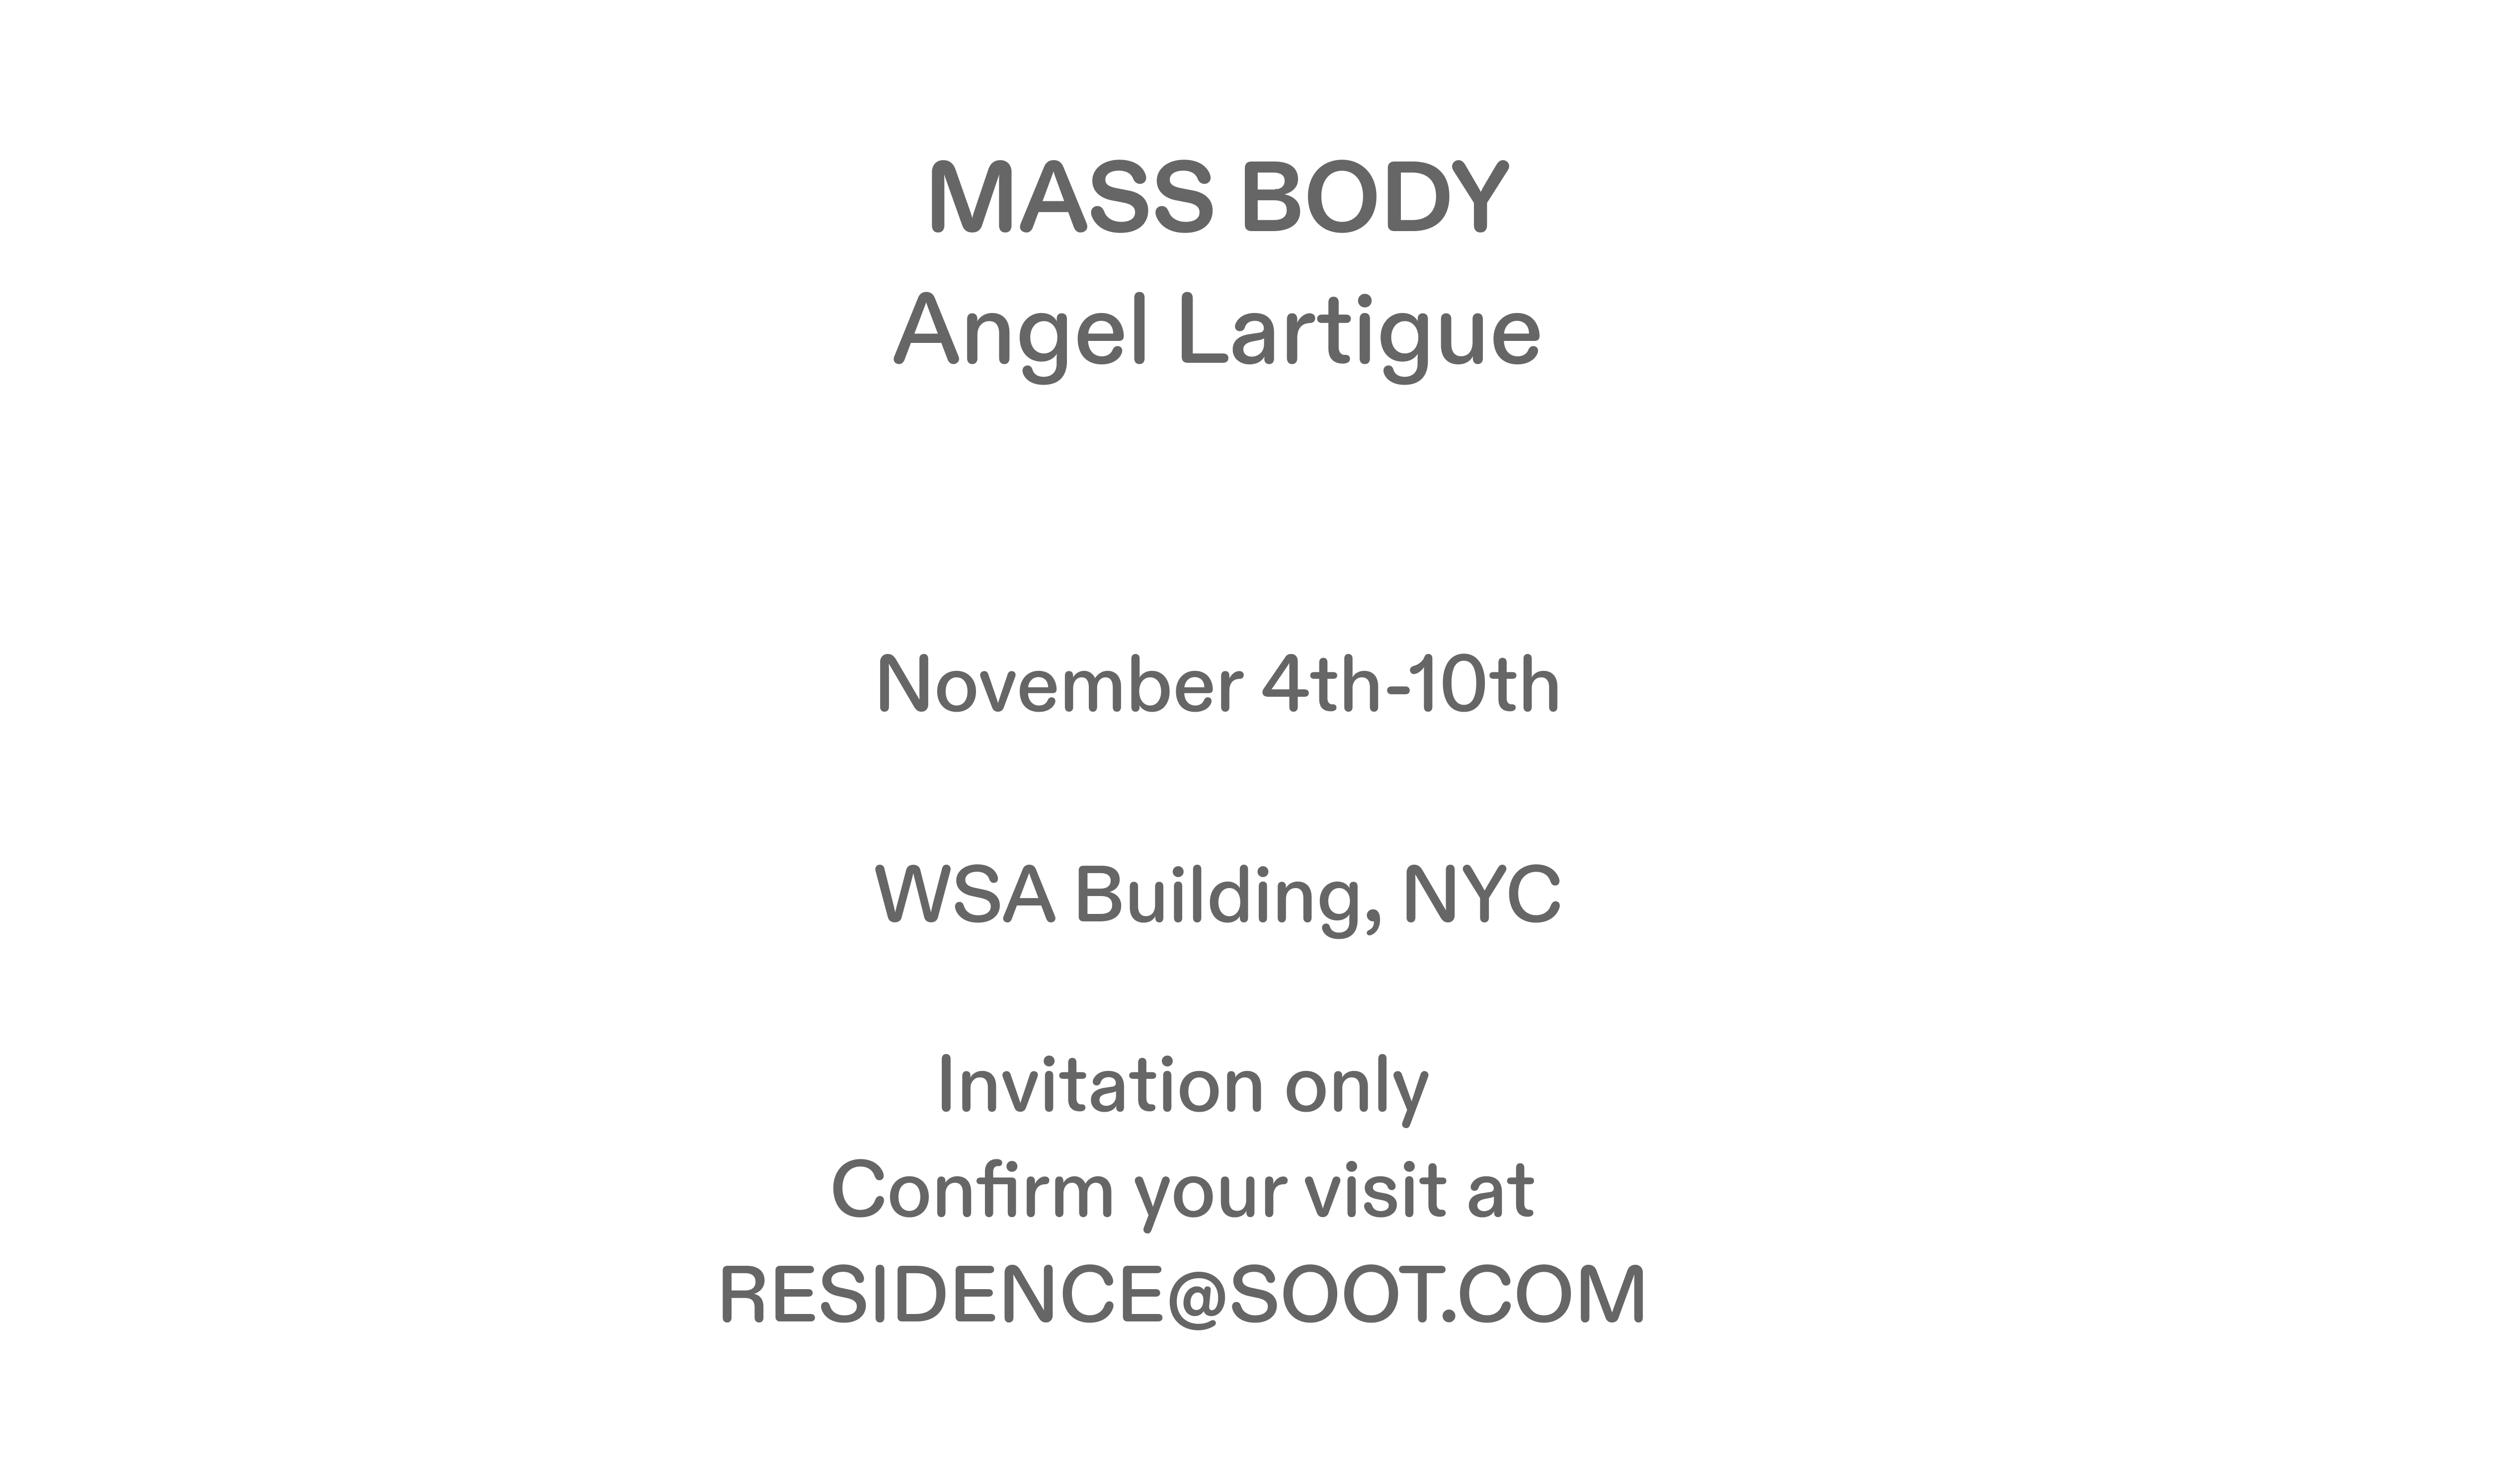 MASS BODY
Angel Lartigue
November 4th-10th
WSA Building, NYC
Invitation only
Confirm your visit at
RESIDENCE@SOOT.COM